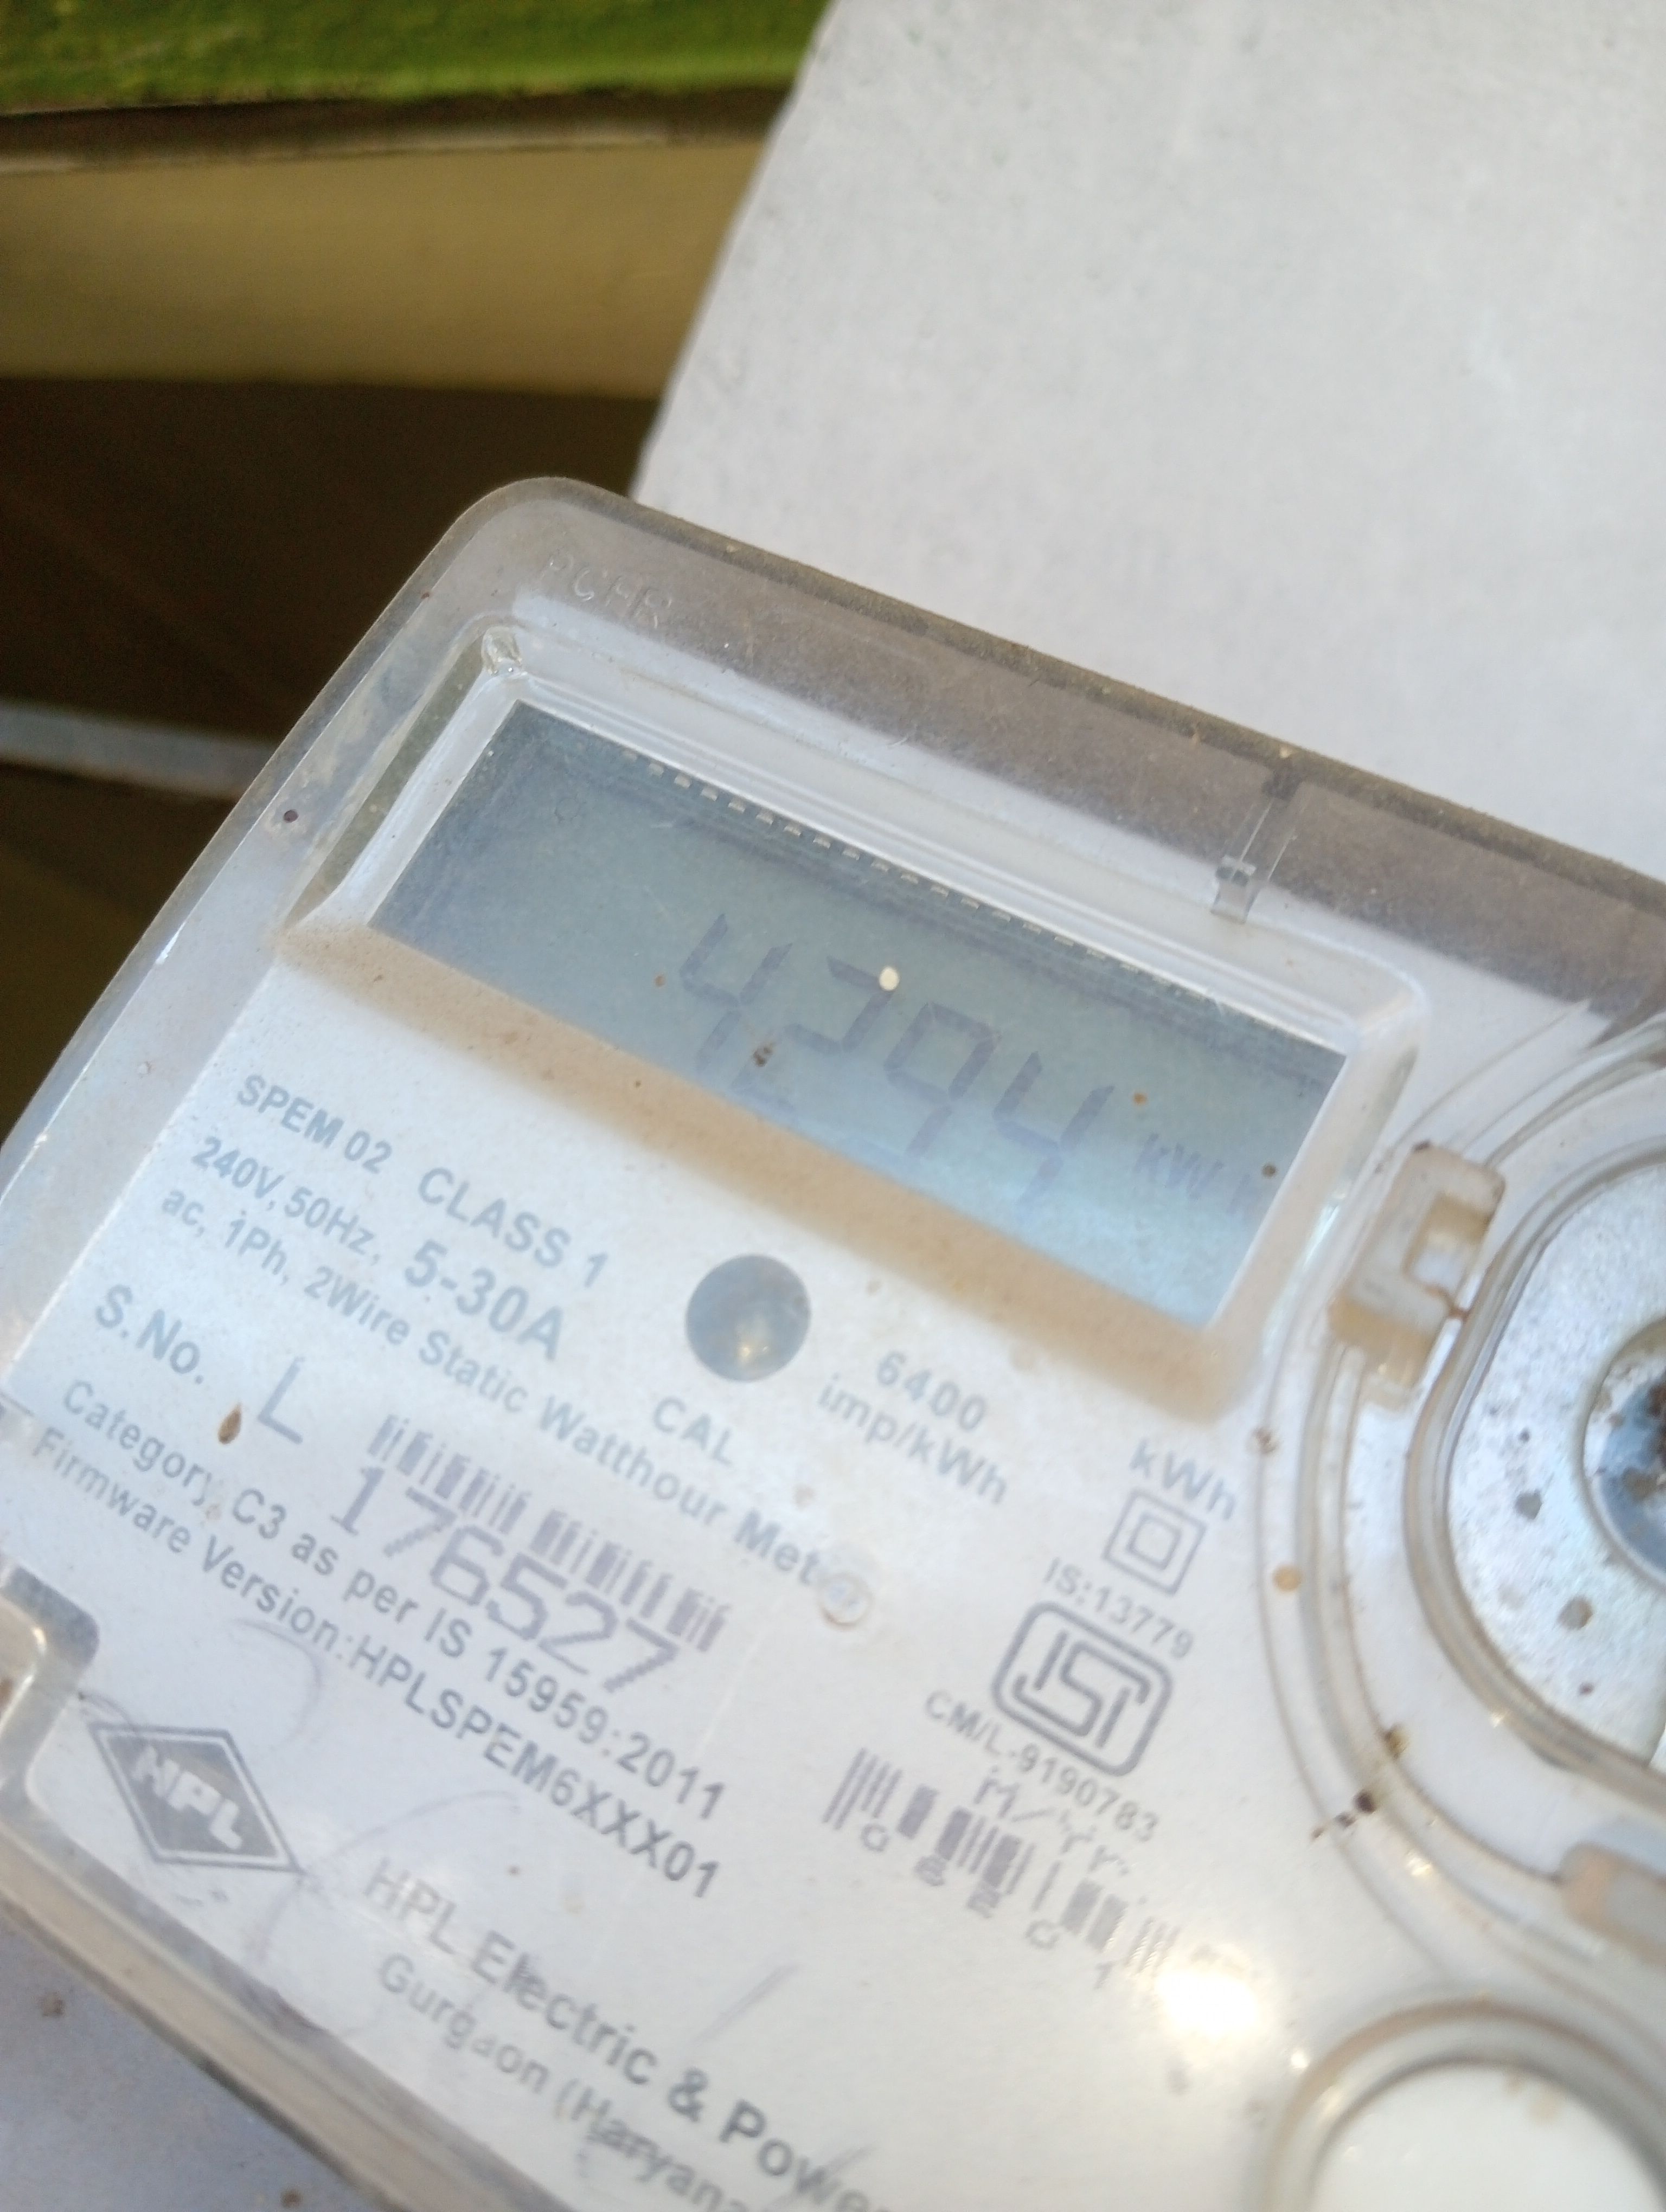 PCFR
4294 kWh
SPEM 02 CLASS 1
240V, 50Hz, 5-30A
ac, 1Ph, 2Wire Static Watthour Meter
CAL
6400
imp/kWh
kWh
S.No. L
176527
Category C3 as per IS 15959:2011
Firmware Version:HPLSPEM6XXX01
IS:13779
CM/L-9190783
M/Yr.
HPL
HPL Electric & Power
Gurgaon (Haryana